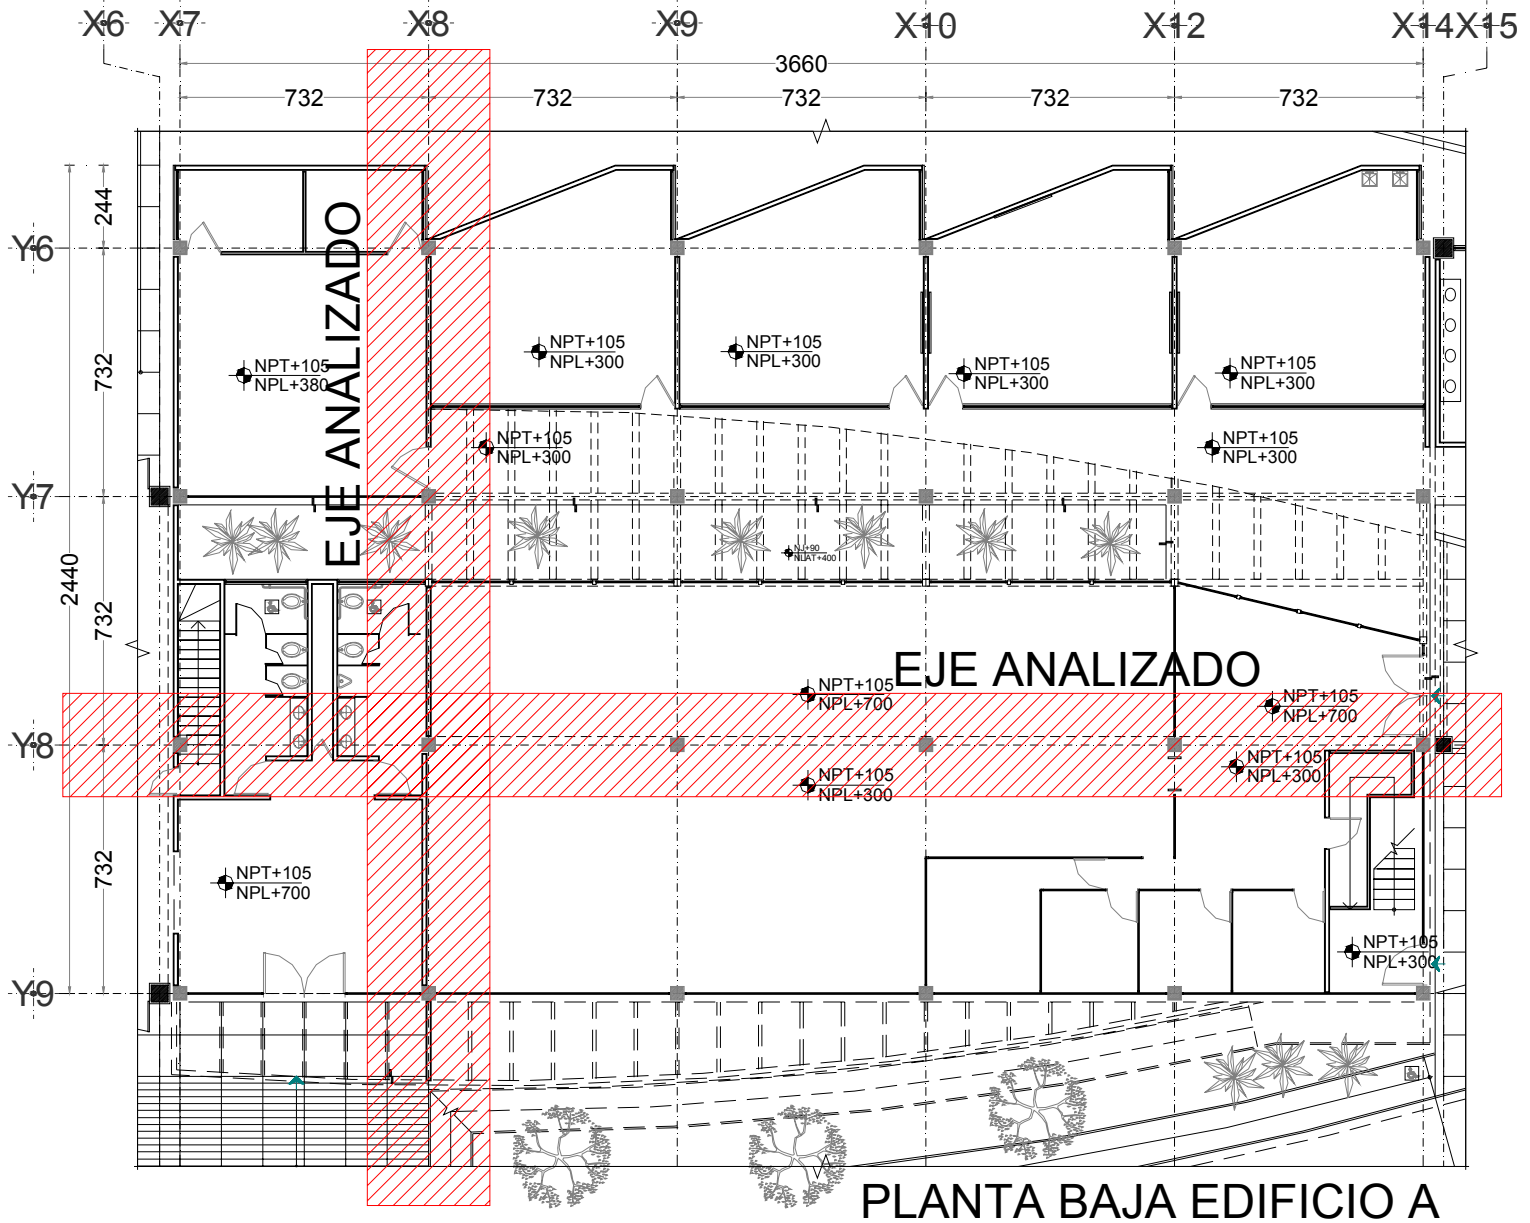 X6 X7 X8 X9 X10 X12 X14 X15
3660
732 732 732 732 732
244
Y6
EJE ANALIZADO
NPT+105
NPL+380
NPT+105
NPL+300
NPT+105
NPL+300
NPT+105
NPL+300
NPT+105
NPL+300
732
NPT+105
NPL+300
NPT+105
NPL+300
Y7
NJ+90
NLAT+400
2440
732
EJE ANALIZADO
NPT+105
NPL+700
NPT+105
NPL+700
Y8
NPT+105
NPL+300
NPT+105
NPL+300
732
NPT+105
NPL+700
NPT+105
NPL+300
Y9
PLANTA BAJA EDIFICIO A